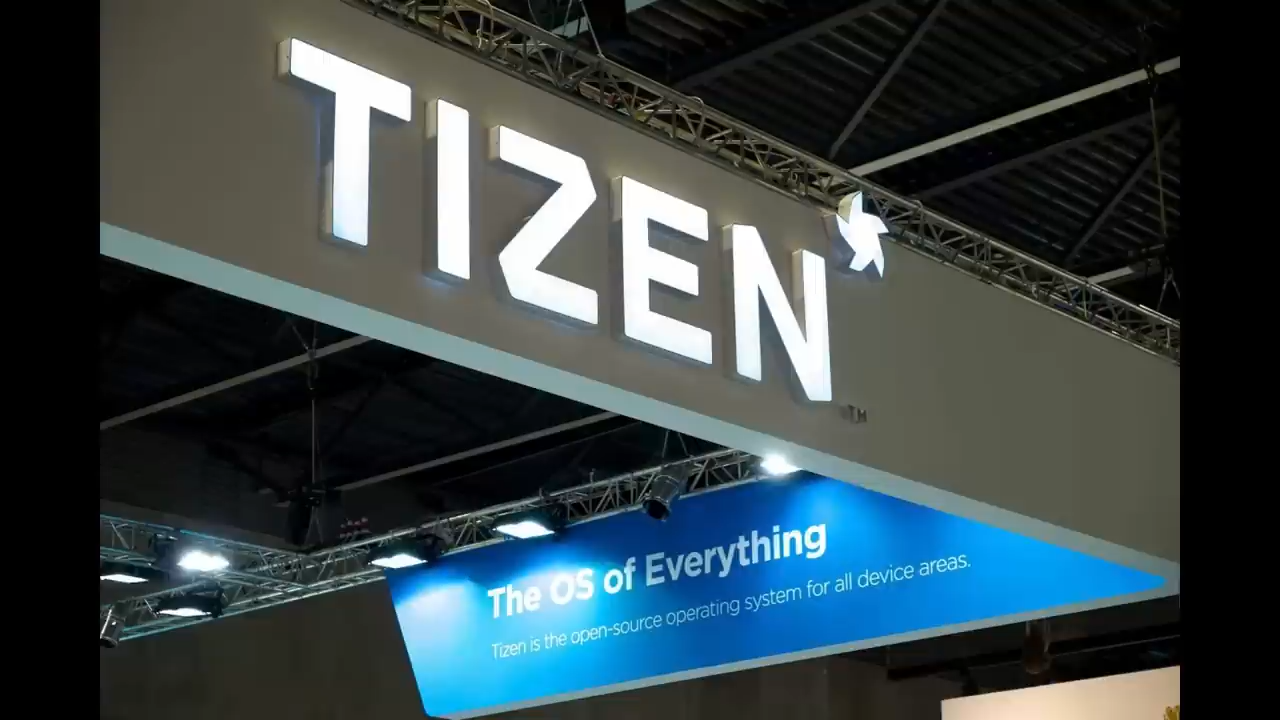 TIZEN
TM
The OS of Everything
Tizen is the open-source operating system for all device areas.